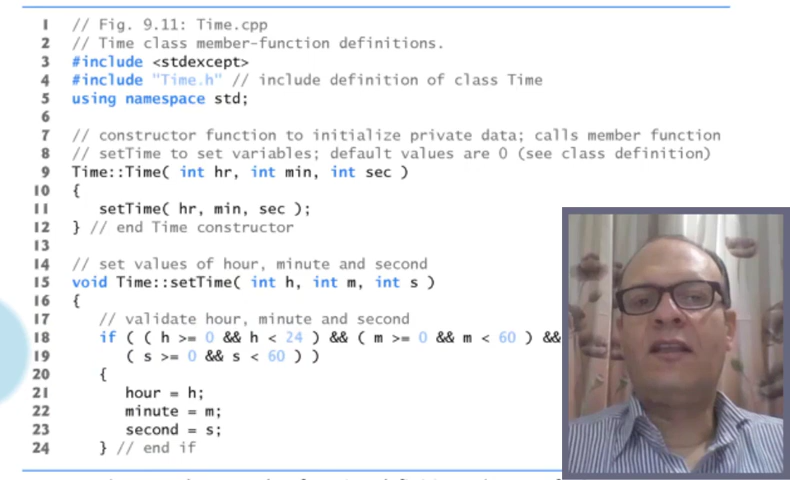 1 // Fig. 9.11: Time.cpp
2 // Time class member-function definitions.
3 #include <stdexcept>
4 #include "Time.h" // include definition of class Time
5 using namespace std;
6
7 // constructor function to initialize private data; calls member function
8 // setTime to set variables; default values are 0 (see class definition)
9 Time::Time( int hr, int min, int sec )
10 {
11 setTime( hr, min, sec );
12 } // end Time constructor
13
14 // set values of hour, minute and second
15 void Time::setTime( int h, int m, int s )
16 {
17 // validate hour, minute and second
18 if ( ( h >= 0 && h < 24 ) && ( m >= 0 && m < 60 ) &&
19 ( s >= 0 && s < 60 ) )
20 {
21 hour = h;
22 minute = m;
23 second = s;
24 } // end if